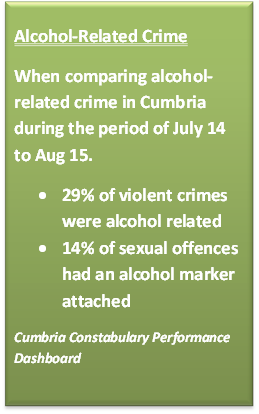 Alcohol-Related Crime
When comparing alcohol-
related crime in Cumbria
during the period of July 14
to Aug 15.
• 29% of violent crimes
were alcohol related
• 14% of sexual offences
had an alcohol marker
attached
Cumbria Constabulary Performance
Dashboard